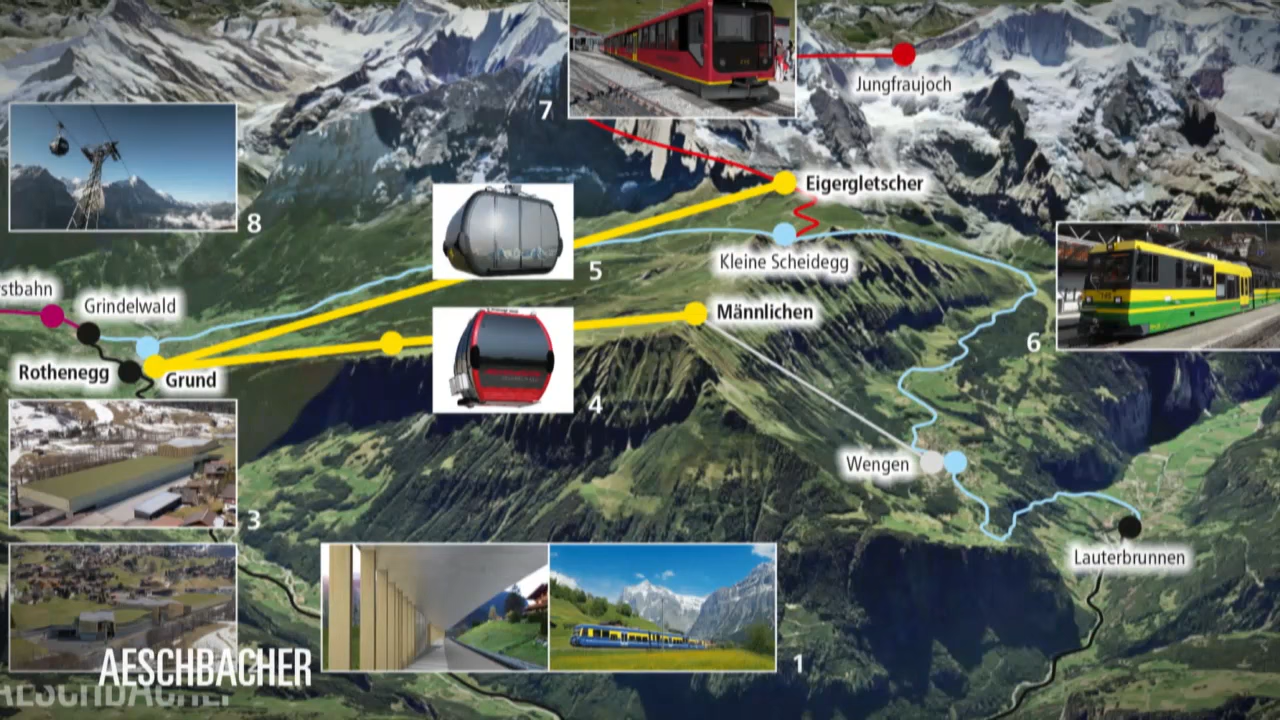 Jungfraujoch
7
Eigergletscher
8
Kleine Scheidegg
5
stbahn
Grindelwald
Männlichen
6
Rothenegg
Grund
4
Wengen
3
Lauterbrunnen
1
AESCHBACHER
AESCHBACHER